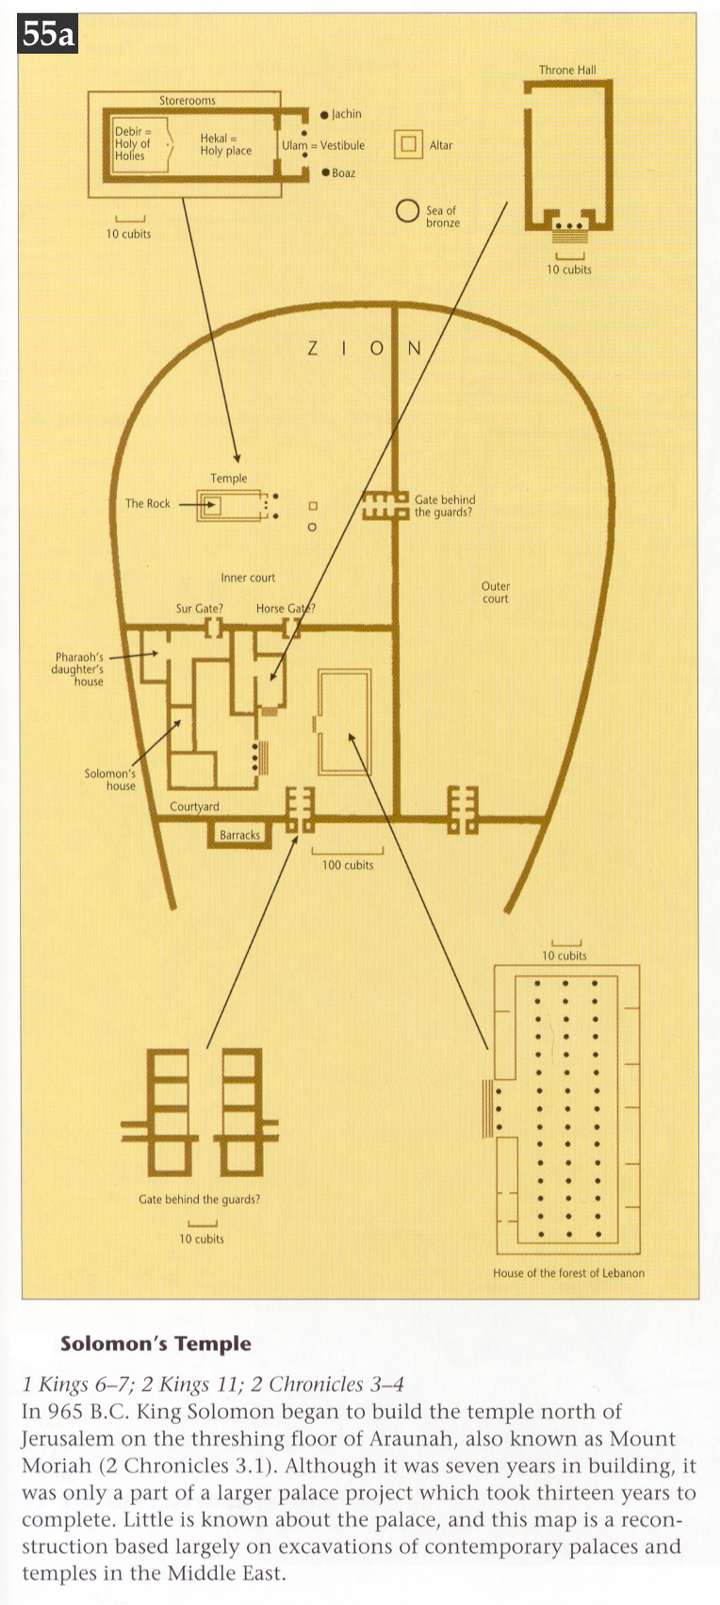 55a
Throne Hall
Storerooms
Jachin
Debir =
Holy of
Holies
Hekal =
Holy place
Ulam = Vestibule
Altar
Boaz
Sea of
bronze
10 cubits
10 cubits
ZION
Temple
The Rock
Gate behind
the guards?
Inner court
Outer
court
Sur Gate?
Horse Gate?
Pharaoh's
daughter's
house
Solomon's
house
Courtyard
Barracks
100 cubits
10 cubits
Gate behind the guards?
10 cubits
House of the forest of Lebanon
Solomon's Temple
1 Kings 6–7; 2 Kings 11; 2 Chronicles 3–4
In 965 B.C. King Solomon began to build the temple north of
Jerusalem on the threshing floor of Araunah, also known as Mount
Moriah (2 Chronicles 3.1). Although it was seven years in building, it
was only a part of a larger palace project which took thirteen years to
complete. Little is known about the palace, and this map is a recon-
struction based largely on excavations of contemporary palaces and
temples in the Middle East.